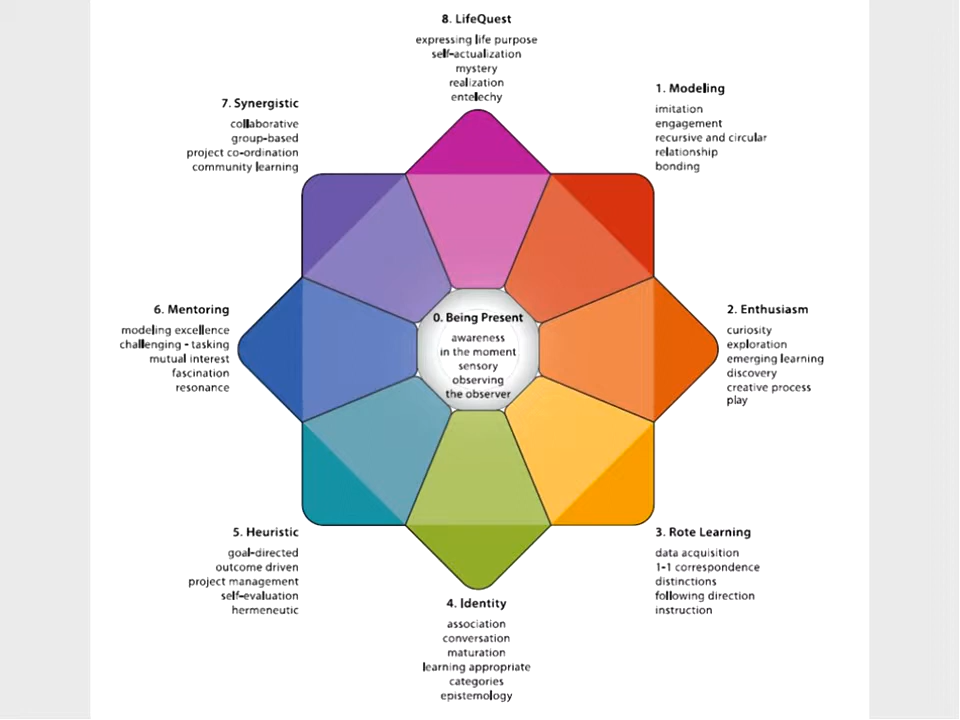 8. LifeQuest
expressing life purpose
self-actualization
mystery
realization
entelechy
1. Modeling
imitation
engagement
recursive and circular
relationship
bonding
7. Synergistic
collaborative
group-based
project co-ordination
community learning
6. Mentoring
modeling excellence
challenging - tasking
mutual interest
fascination
resonance
0. Being Present
awareness
in the moment
sensory
observing
the observer
2. Enthusiasm
curiosity
exploration
emerging learning
discovery
creative process
play
5. Heuristic
goal-directed
outcome driven
project management
self-evaluation
hermeneutic
3. Rote Learning
data acquisition
1-1 correspondence
distinctions
following direction
instruction
4. Identity
association
conversation
maturation
learning appropriate
categories
epistemology